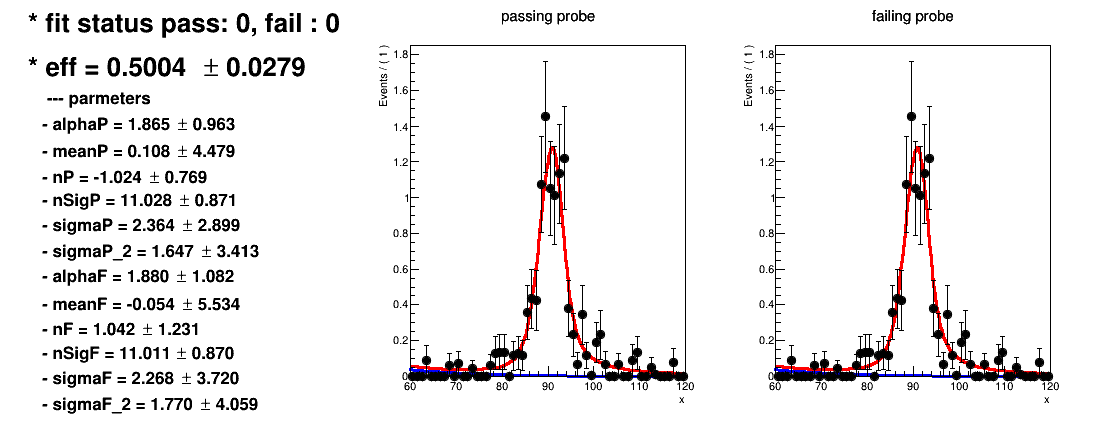 * fit status pass: 0, fail : 0
* eff = 0.5004 ± 0.0279
--- parmeters
- alphaP = 1.865 ± 0.963
- meanP = 0.108 ± 4.479
- nP = -1.024 ± 0.769
- nSigP = 11.028 ± 0.871
- sigmaP = 2.364 ± 2.899
- sigmaP_2 = 1.647 ± 3.413
- alphaF = 1.880 ± 1.082
- meanF = -0.054 ± 5.534
- nF = 1.042 ± 1.231
- nSigF = 11.011 ± 0.870
- sigmaF = 2.268 ± 3.720
- sigmaF_2 = 1.770 ± 4.059
passing probe
Events / ( 1 )
1.8
1.6
1.4
1.2
1
0.8
0.6
0.4
0.2
0
60 70 80 90 100 110 120
x
failing probe
Events / ( 1 )
1.8
1.6
1.4
1.2
1
0.8
0.6
0.4
0.2
0
60 70 80 90 100 110 120
x